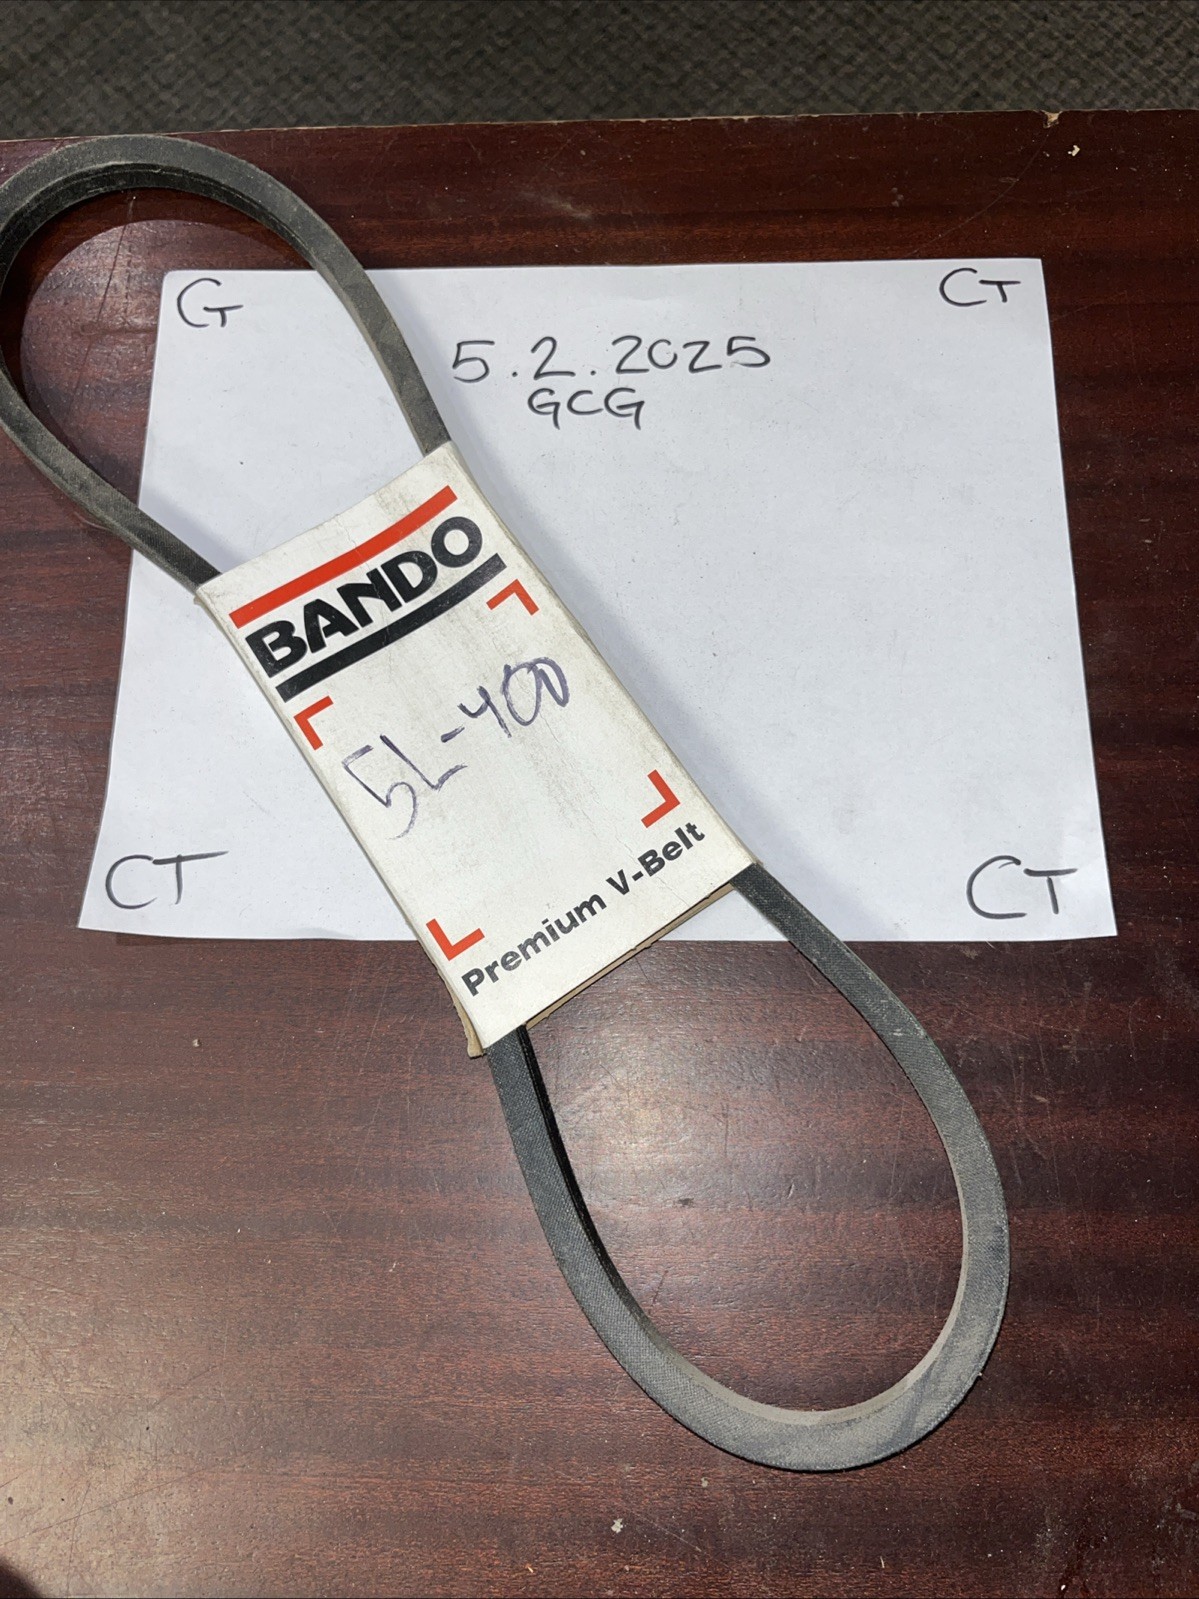 CT
CT
5.2.2025
GCG
BANDO
5L-400
Premium V-Belt
CT
CT